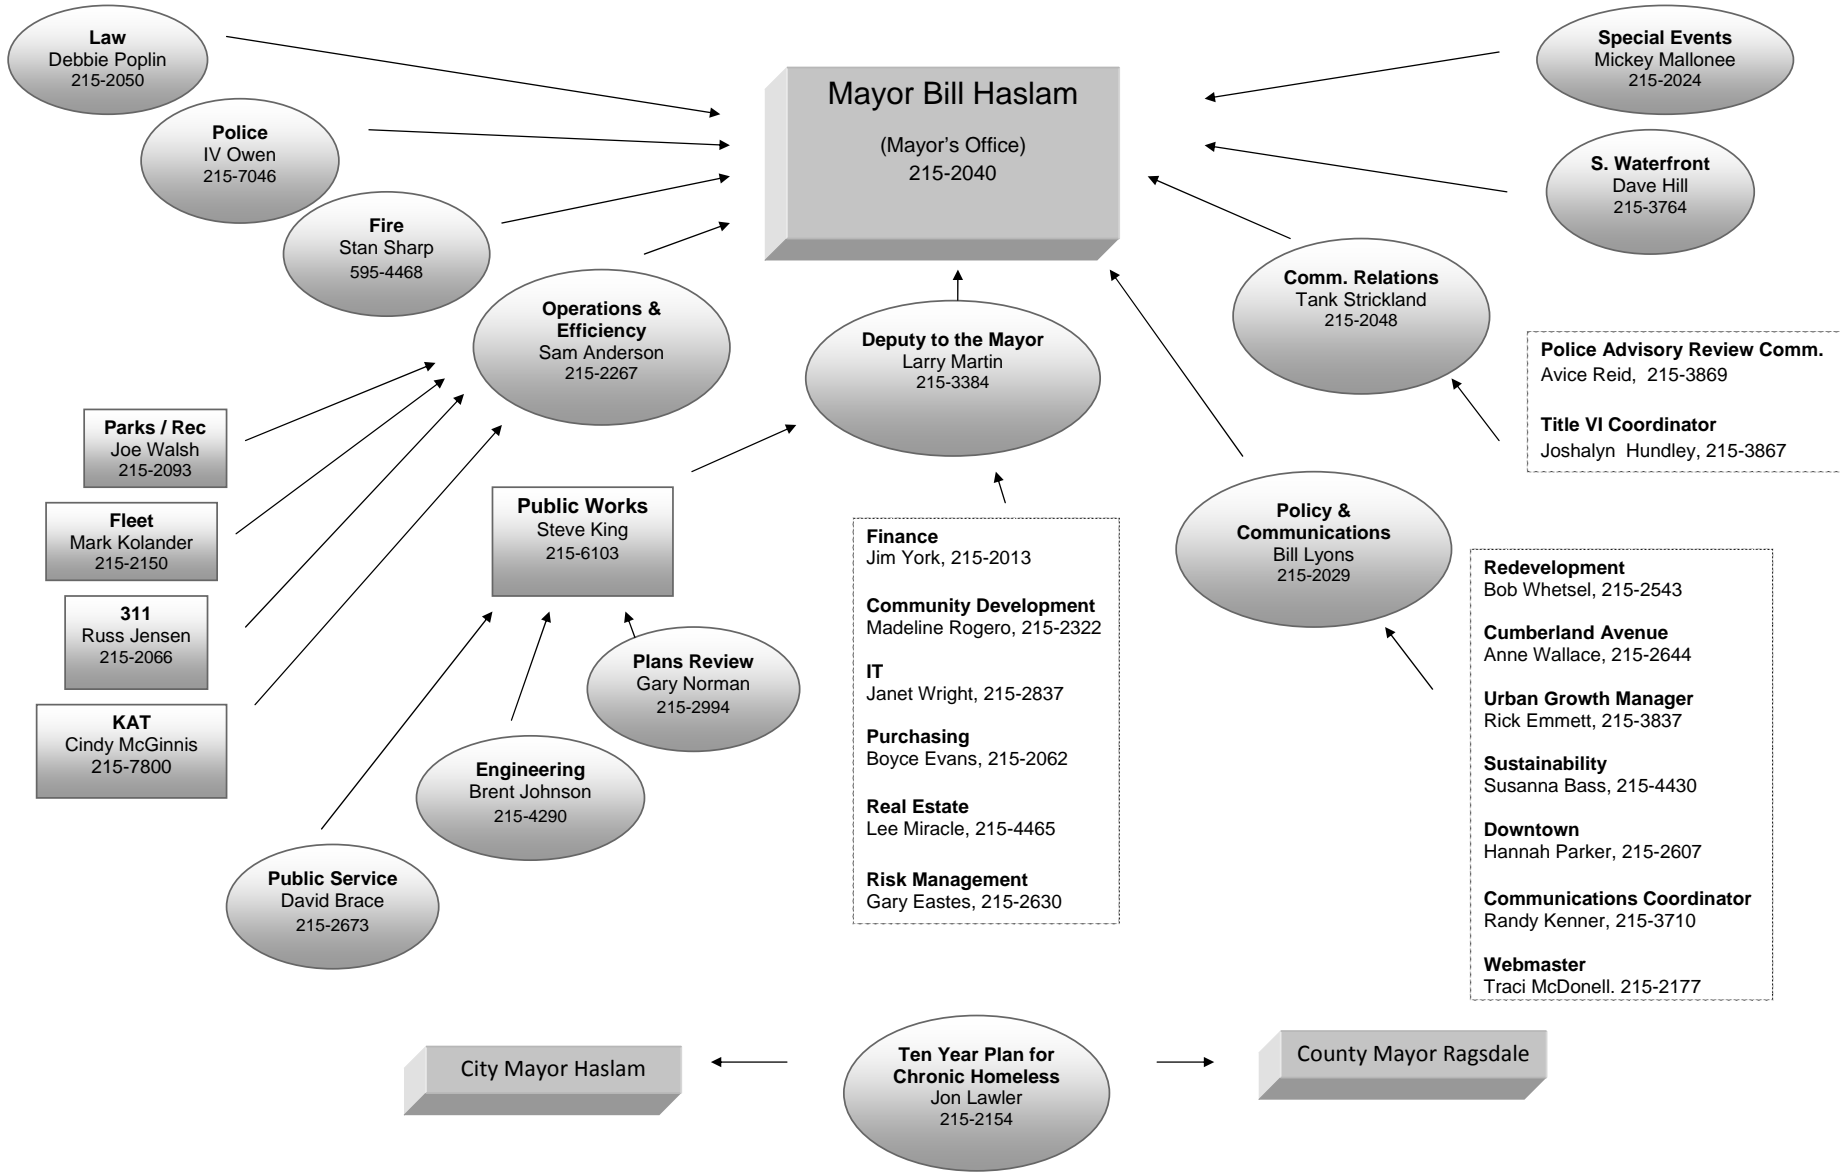 Law
Debbie Poplin
215-2050
Police
IV Owen
215-7046
Fire
Stan Sharp
595-4468
Operations &
Efficiency
Sam Anderson
215-2267
Mayor Bill Haslam
(Mayor's Office)
215-2040
Special Events
Mickey Mallonee
215-2024
S. Waterfront
Dave Hill
215-3764
Comm. Relations
Tank Strickland
215-2048
Police Advisory Review Comm.
Avice Reid, 215-3869
Title VI Coordinator
Joshalyn Hundley, 215-3867
Deputy to the Mayor
Larry Martin
215-3384
Parks / Rec
Joe Walsh
215-2093
Fleet
Mark Kolander
215-2150
311
Russ Jensen
215-2066
KAT
Cindy McGinnis
215-7800
Public Works
Steve King
215-6103
Plans Review
Gary Norman
215-2994
Engineering
Brent Johnson
215-4290
Public Service
David Brace
215-2673
Finance
Jim York, 215-2013
Community Development
Madeline Rogero, 215-2322
IT
Janet Wright, 215-2837
Purchasing
Boyce Evans, 215-2062
Real Estate
Lee Miracle, 215-4465
Risk Management
Gary Eastes, 215-2630
Policy &
Communications
Bill Lyons
215-2029
Redevelopment
Bob Whetsel, 215-2543
Cumberland Avenue
Anne Wallace, 215-2644
Urban Growth Manager
Rick Emmett, 215-3837
Sustainability
Susanna Bass, 215-4430
Downtown
Hannah Parker, 215-2607
Communications Coordinator
Randy Kenner, 215-3710
Webmaster
Traci McDonell. 215-2177
City Mayor Haslam
Ten Year Plan for
Chronic Homeless
Jon Lawler
215-2154
County Mayor Ragsdale